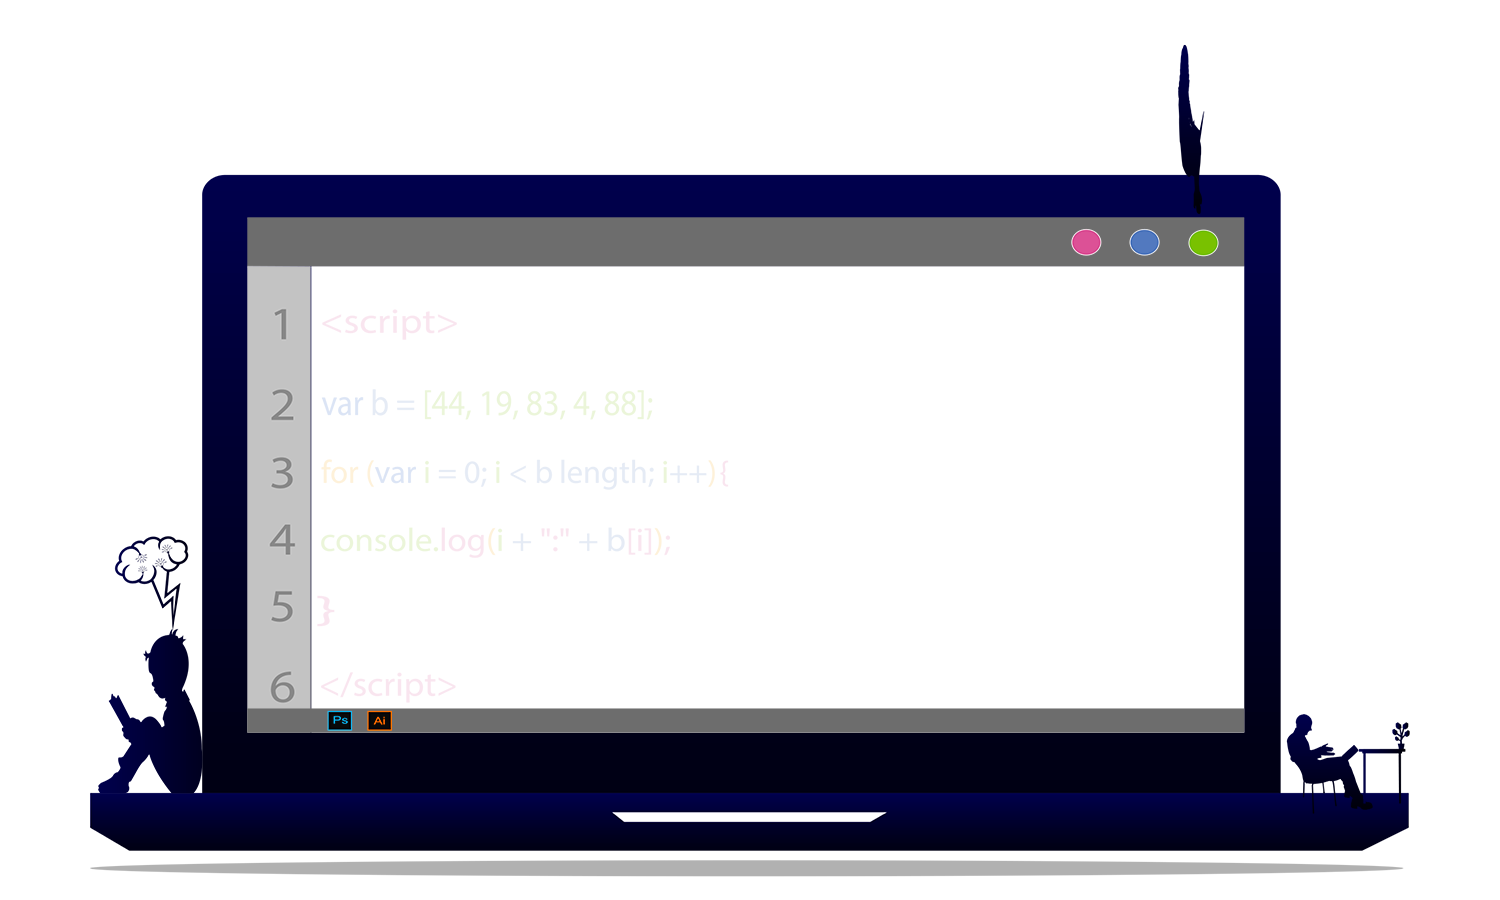 1 <script>
2 var b = [44, 19, 83, 4, 88];
3 for (var i = 0; i < b length; i++){
4 console.log(i + ":" + b[i]);
5 }
6 </script>
Ps Ai